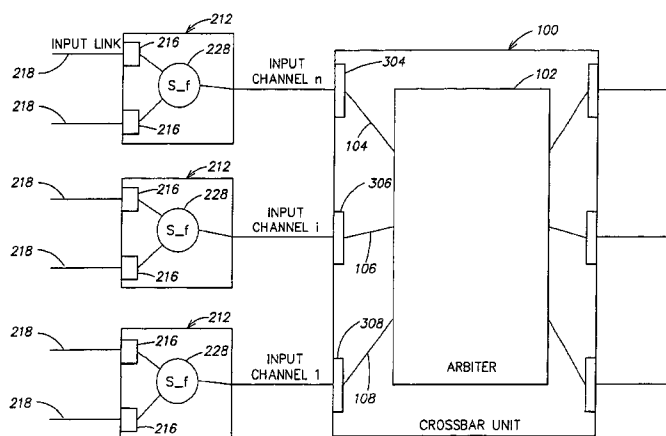 212
100
INPUT LINK
216
228
INPUT
CHANNEL n
304
102
218
S_f
218
216
104
212
218
216
228
306
S_f
INPUT
CHANNEL i
218
216
106
212
218
216
228
308
S_f
INPUT
CHANNEL 1
ARBITER
218
216
108
CROSSBAR UNIT